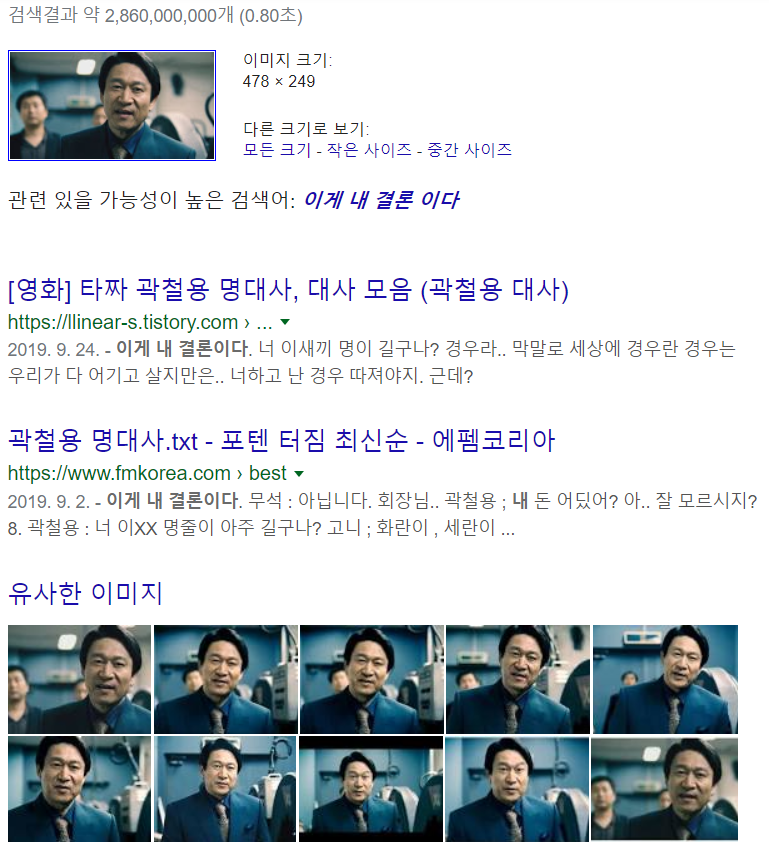 검색결과 약 2,860,000,000개 (0.80초)
이미지 크기:
478 × 249
다른 크기로 보기:
모든 크기 - 작은 사이즈 - 중간 사이즈
관련 있을 가능성이 높은 검색어: 이게 내 결론 이다
[영화] 타짜 곽철용 명대사, 대사 모음 (곽철용 대사)
https://llinear-s.tistory.com › ...
2019. 9. 24. - 이게 내 결론이다. 너 이새끼 명이 길구나? 경우라.. 막말로 세상에 경우란 경우는
우리가 다 어기고 살지만은.. 너하고 난 경우 따져야지. 근데?
곽철용 명대사.txt - 포텐 터짐 최신순 - 에펨코리아
https://www.fmkorea.com › best
2019. 9. 2. - 이게 내 결론이다. 무석 : 아닙니다. 회장님.. 곽철용 ; 내 돈 어딨어? 아.. 잘 모르시지?
8. 곽철용 : 너 이XX 명줄이 아주 길구나? 고니 ; 화란이 , 세란이 ...
유사한 이미지